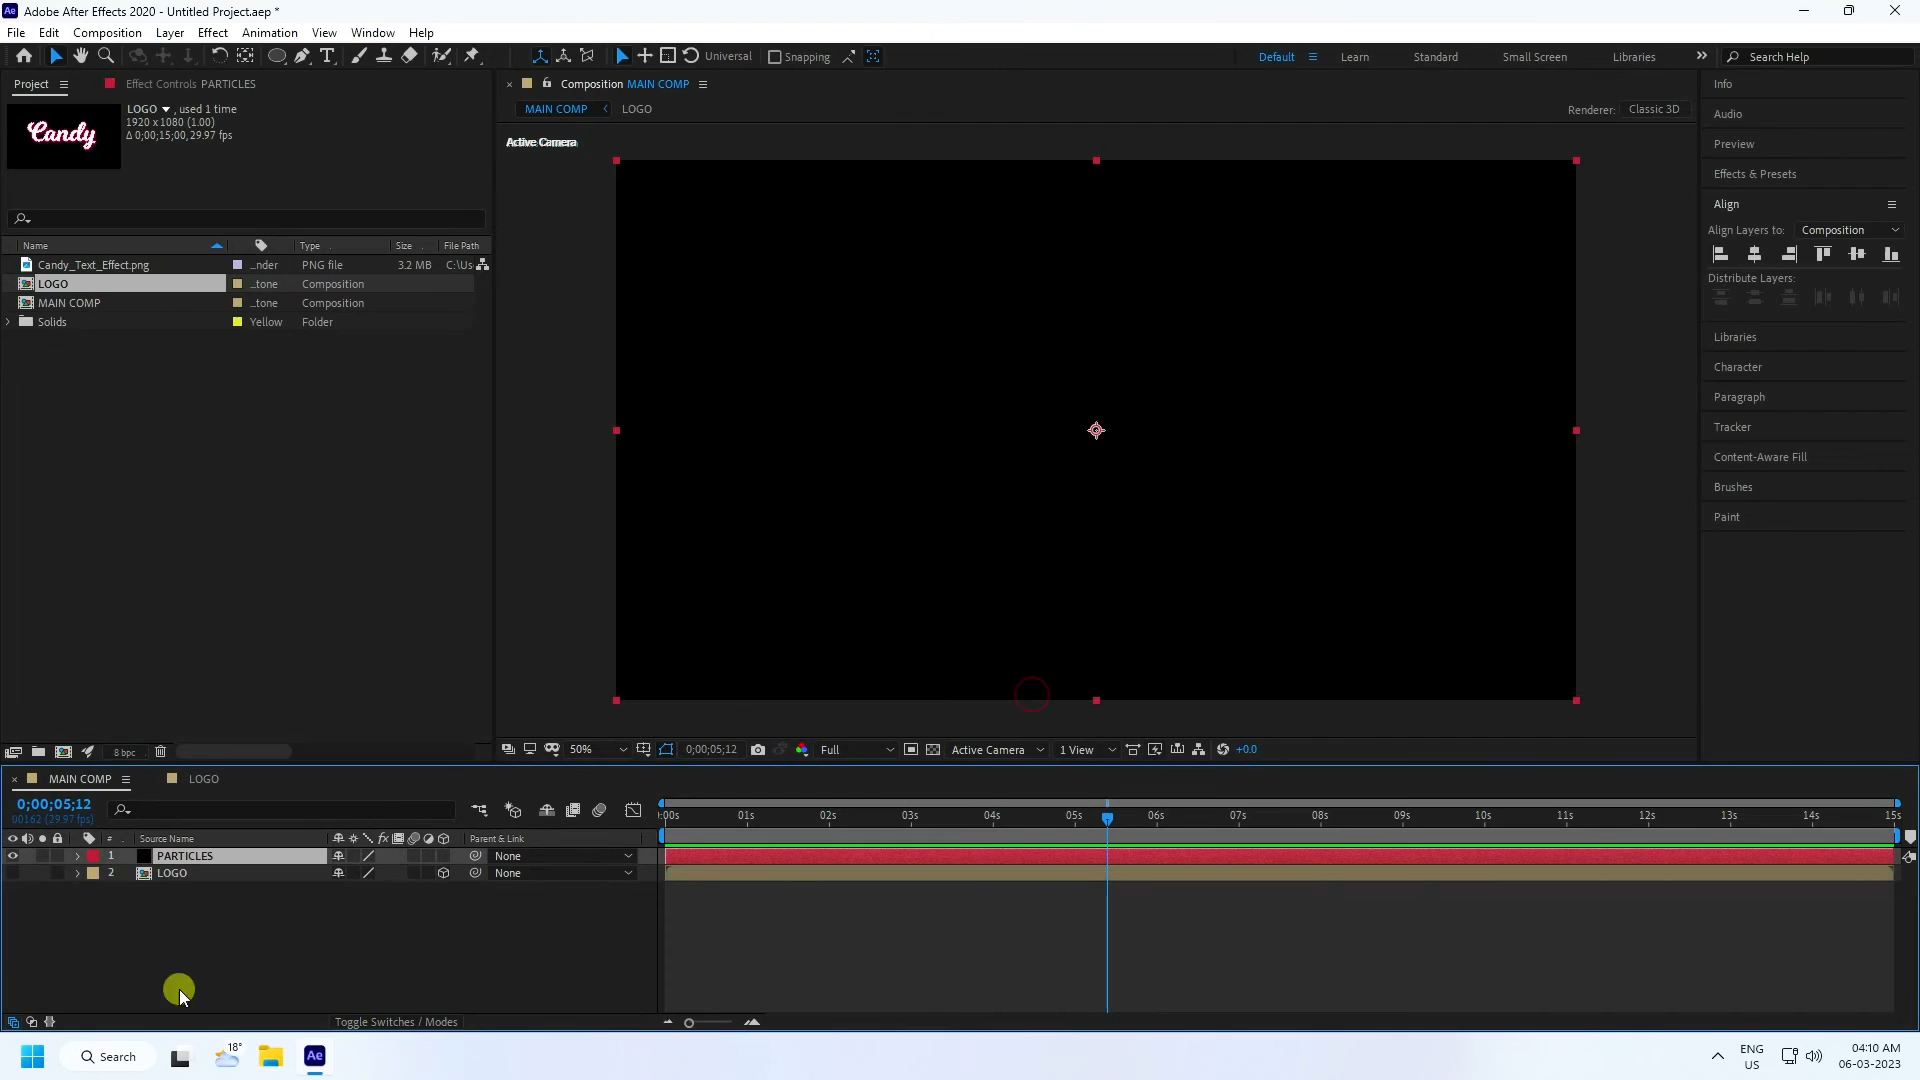 Adobe After Effects 2020 - Untitled Project.aep *
File Edit Composition Layer Effect Animation View Window Help
Universal Snapping Default Learn Standard Small Screen Libraries Search Help
Project Effect Controls PARTICLES
LOGO , used 1 time
1920 x 1080 (1.00)
Δ 0;00;15;00, 29.97 fps
Candy
Name Type Size File Path
Candy_Text_Effect.png ...nder PNG file 3.2 MB C:\Us
LOGO ...tone Composition
MAIN COMP ...tone Composition
Solids Yellow Folder
8 bpc
Composition MAIN COMP
MAIN COMP LOGO
Renderer: Classic 3D
Active Camera
50% 0;00;05;12 Full Active Camera 1 View +0.0
Info
Audio
Preview
Effects & Presets
Align
Align Layers to: Composition
Distribute Layers:
Libraries
Character
Paragraph
Tracker
Content-Aware Fill
Brushes
Paint
MAIN COMP LOGO
0;00;05;12
00162 (29.97 fps)
:00s 01s 02s 03s 04s 05s 06s 07s 08s 09s 10s 11s 12s 13s 14s 15s
# Source Name fx Parent & Link
1 PARTICLES None
2 LOGO None
Toggle Switches / Modes
Search 18° Ae
ENG
US
04:10 AM
06-03-2023